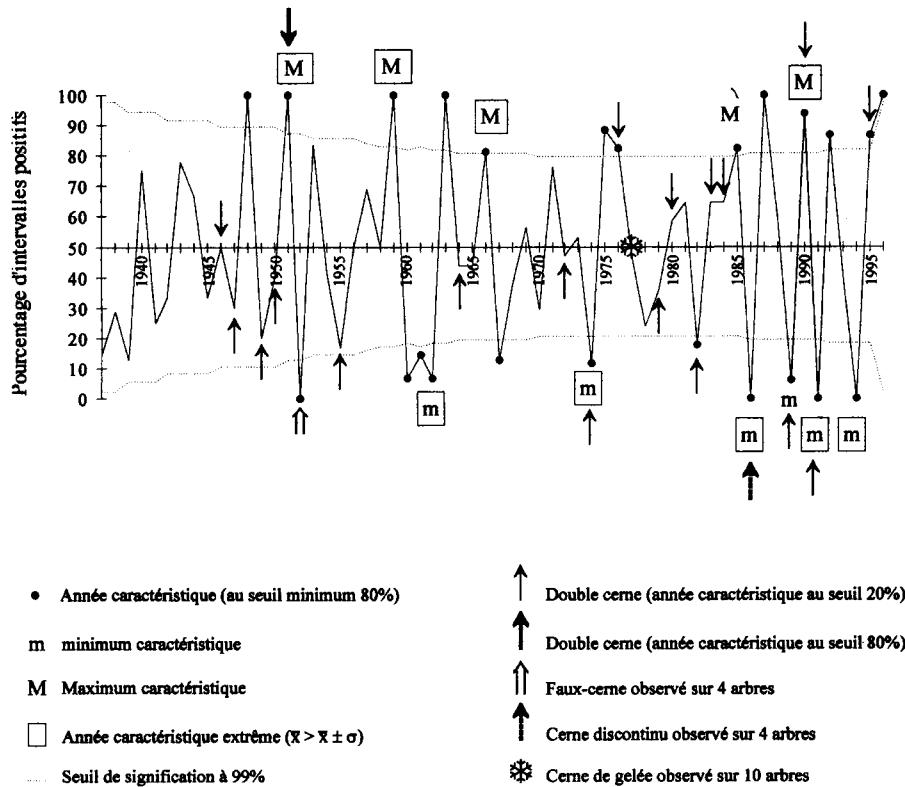 M
M
M
M
M
Pourcentage d'intervalles positifs
100
90
80
70
60
50
40
30
20
10
0
1940
1945
1950
1955
1960
1965
1970
1975
1980
1985
1990
1995
m
m
m
m
m
m
• Année caractéristique (au seuil minimum 80%)
m minimum caractéristique
M Maximum caractéristique
Année caractéristique extrême (x̄ > x̄ ± σ)
Seuil de signification à 99%
Double cerne (année caractéristique au seuil 20%)
Double cerne (année caractéristique au seuil 80%)
Faux-cerne observé sur 4 arbres
Cerne discontinu observé sur 4 arbres
Cerne de gelée observé sur 10 arbres